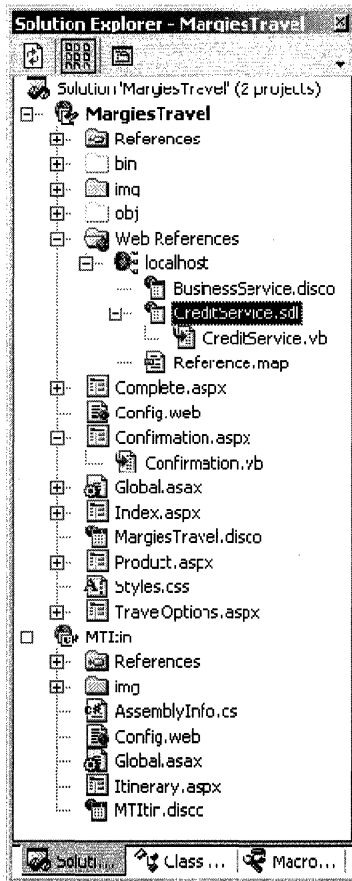 Solution Explorer - MargiesTravel
Solution 'MargiesTravel' (2 projects)
MargiesTravel
References
bin
img
obj
Web References
localhost
BusinessService.disco
CreditService.sdl
CreditService.vb
Reference.map
Complete.aspx
Config.web
Confirmation.aspx
Confirmation.vb
Global.asax
Index.aspx
MargiesTravel.disco
Product.aspx
Styles.css
TravelOptions.aspx
MTItin
References
img
AssemblyInfo.cs
Config.web
Global.asax
Itinerary.aspx
MTItin.disco
Soluti... Class ... Macro...